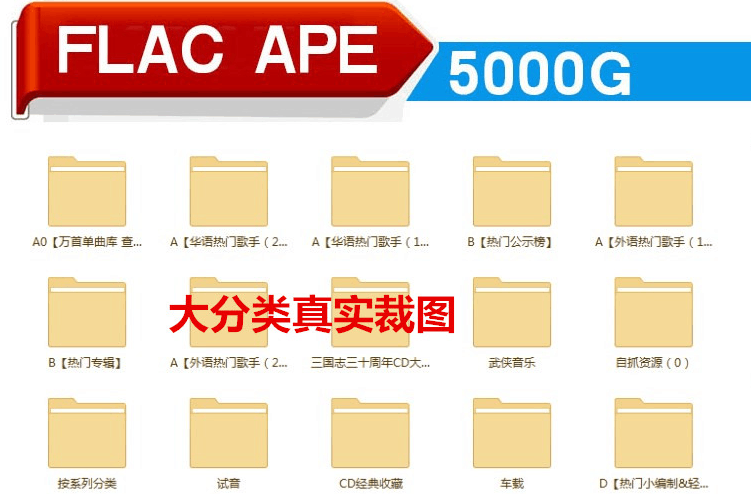 FLAC APE
5000G
A0【万首单曲库 查...
A【华语热门歌手（2...
A【华语热门歌手（1...
B【热门公示榜】
A【外语热门歌手（1...
大分类真实裁图
B【热门专辑】
A【外语热门歌手（2...
三国志三十周年CD大...
武侠音乐
自抓资源（0）
按系列分类
试音
CD经典收藏
车载
D【热门小编制&轻...